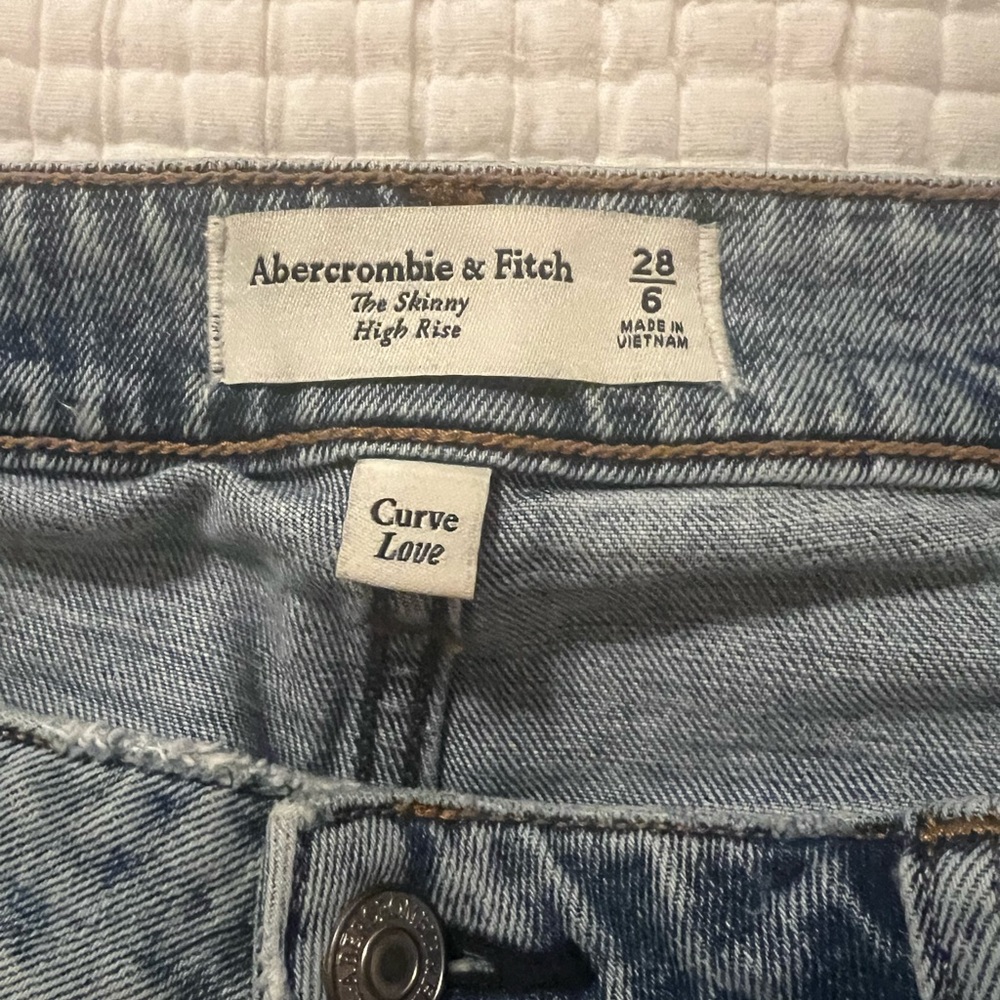 Abercrombie & Fitch
The Skinny
High Rise
28
6
MADE IN
VIETNAM
Curve
Love